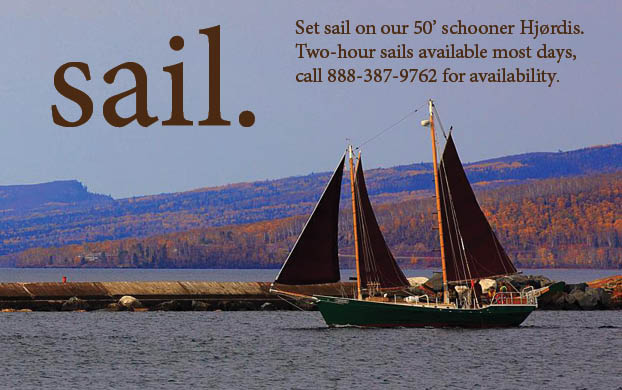 sail.
Set sail on our 50’ schooner Hjørdis.
Two-hour sails available most days,
call 888-387-9762 for availability.